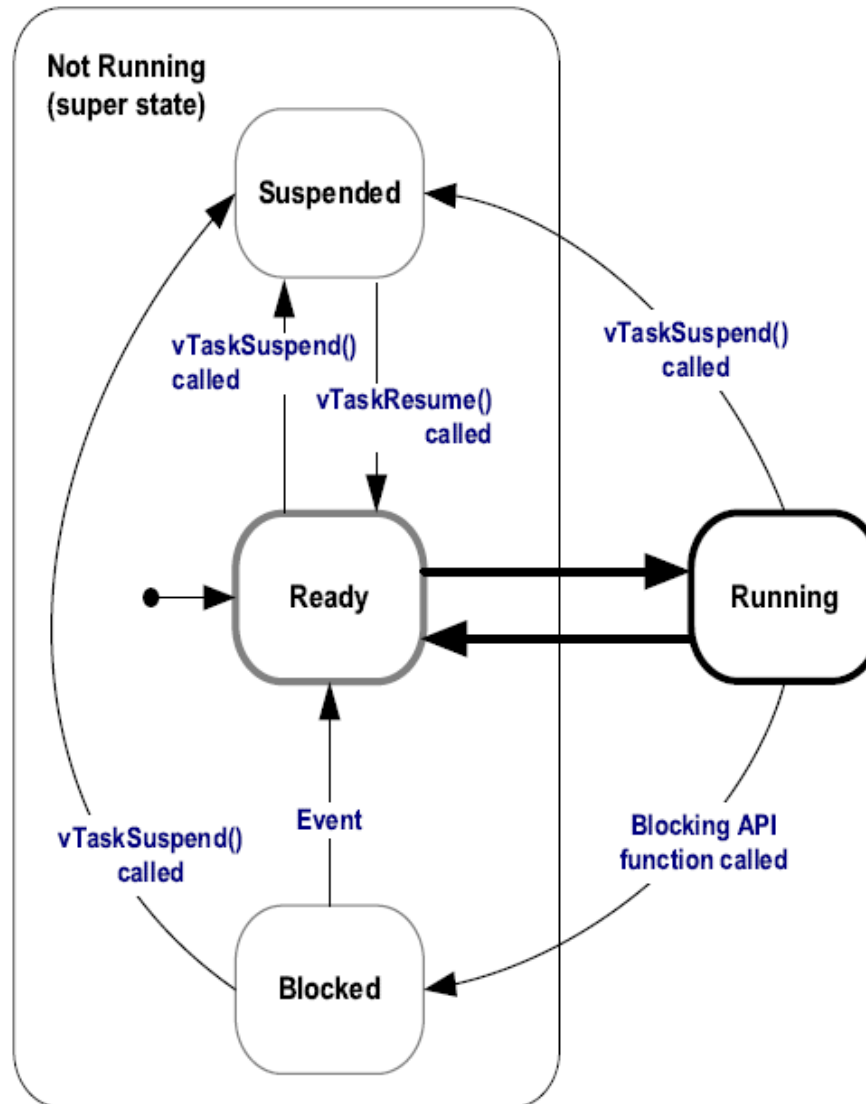 Not Running
(super state)
Suspended
vTaskSuspend()
called
vTaskResume()
called
vTaskSuspend()
called
Ready
Running
Event
vTaskSuspend()
called
Blocking API
function called
Blocked